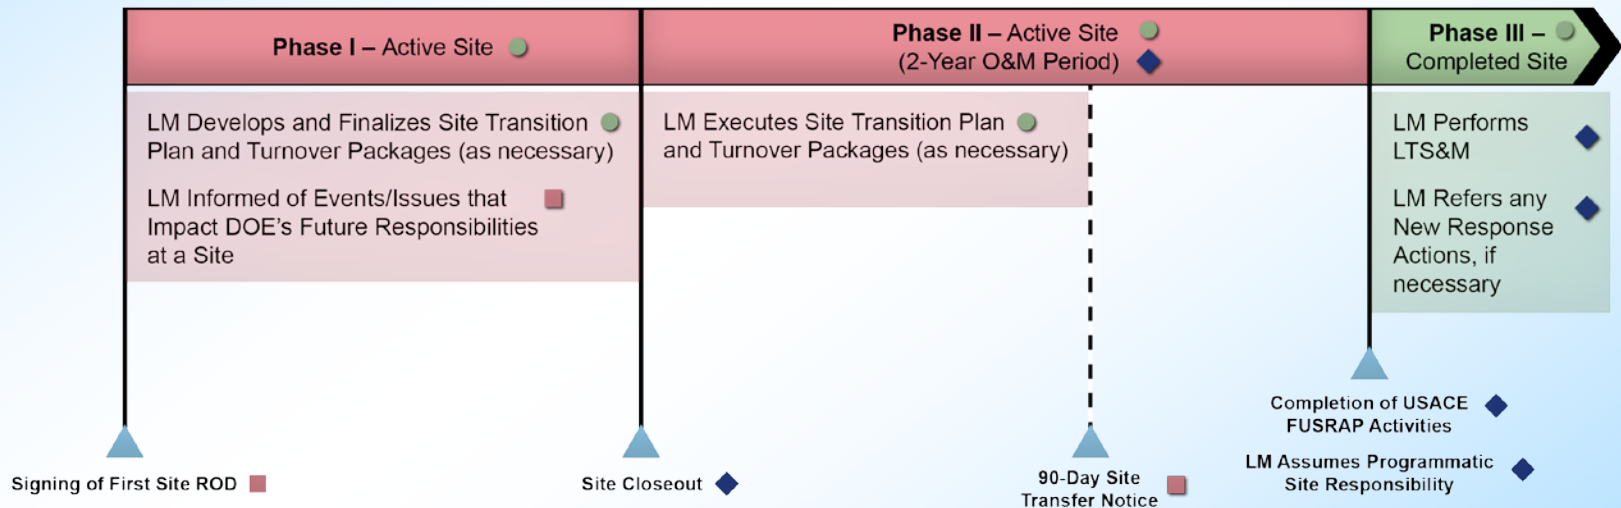 Phase I – Active Site
Phase II – Active Site
(2-Year O&M Period)
Phase III –
Completed Site
LM Develops and Finalizes Site Transition
Plan and Turnover Packages (as necessary)
LM Informed of Events/Issues that
Impact DOE's Future Responsibilities
at a Site
LM Executes Site Transition Plan
and Turnover Packages (as necessary)
LM Performs
LTS&M
LM Refers any
New Response
Actions, if
necessary
Signing of First Site ROD
Site Closeout
90-Day Site
Transfer Notice
Completion of USACE
FUSRAP Activities
LM Assumes Programmatic
Site Responsibility